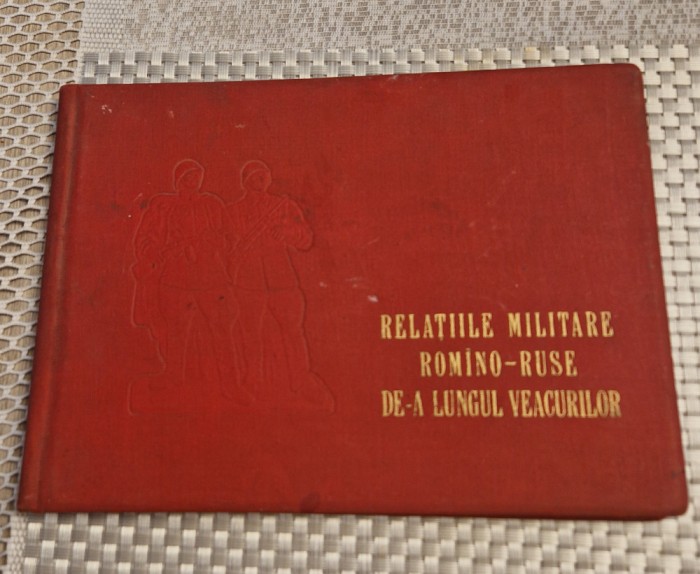 RELAȚIILE MILITARE
ROMÎNO-RUSE
DE-A LUNGUL VEACURILOR